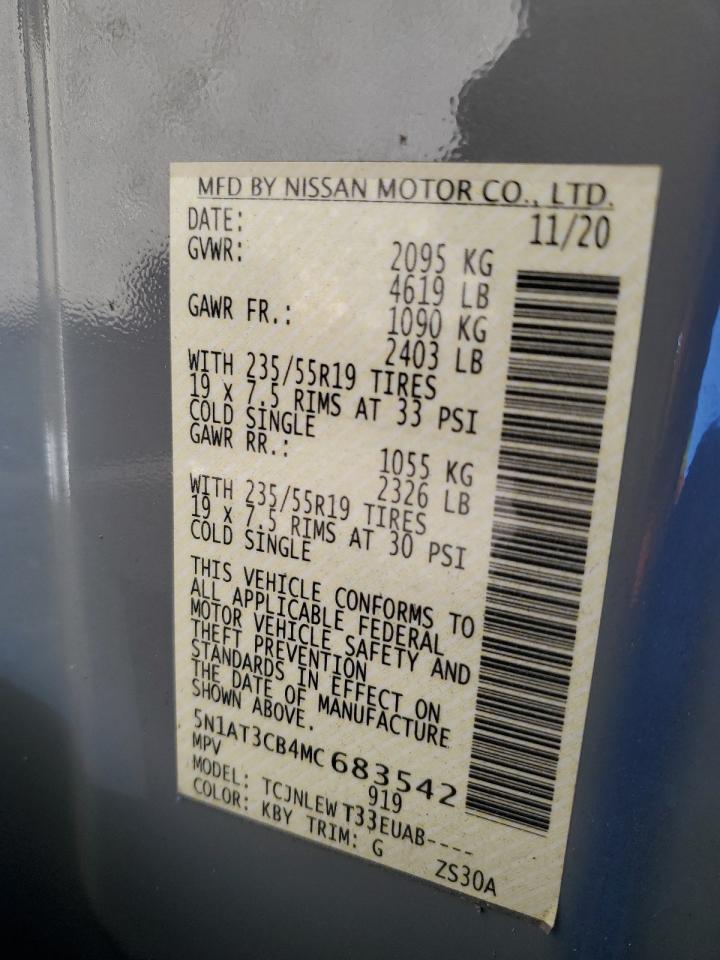 MFD BY NISSAN MOTOR CO., LTD.
DATE: 11/20
GVWR: 2095 KG
4619 LB
GAWR FR.: 1090 KG
2403 LB
WITH 235/55R19 TIRES
19 X 7.5 RIMS AT 33 PSI
COLD SINGLE
GAWR RR.: 1055 KG
2326 LB
WITH 235/55R19 TIRES
19 X 7.5 RIMS AT 30 PSI
COLD SINGLE
THIS VEHICLE CONFORMS TO
ALL APPLICABLE FEDERAL
MOTOR VEHICLE SAFETY AND
THEFT PREVENTION
STANDARDS IN EFFECT ON
THE DATE OF MANUFACTURE
SHOWN ABOVE.
5N1AT3CB4MC683542
MPV 919
MODEL: TCJNLEWT33EUAB----
COLOR: KBY TRIM: G ZS30A